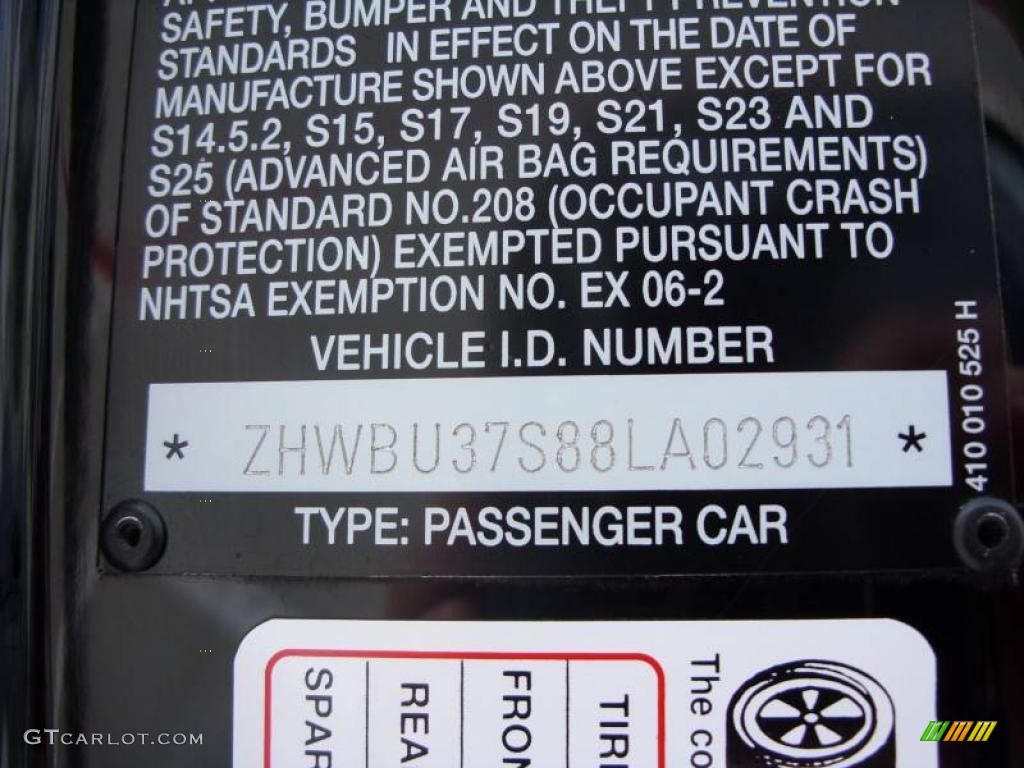 SAFETY, BUMPER AND THEFT PREVENTION
STANDARDS IN EFFECT ON THE DATE OF
MANUFACTURE SHOWN ABOVE EXCEPT FOR
S14.5.2, S15, S17, S19, S21, S23 AND
S25 (ADVANCED AIR BAG REQUIREMENTS)
OF STANDARD NO.208 (OCCUPANT CRASH
PROTECTION) EXEMPTED PURSUANT TO
NHTSA EXEMPTION NO. EX 06-2
VEHICLE I.D. NUMBER
* ZHWBU37S88LA02931 *
410 010 525 H
TYPE: PASSENGER CAR
The co
TIRE
FRON
REA
SPAR
GTCARLOT.COM